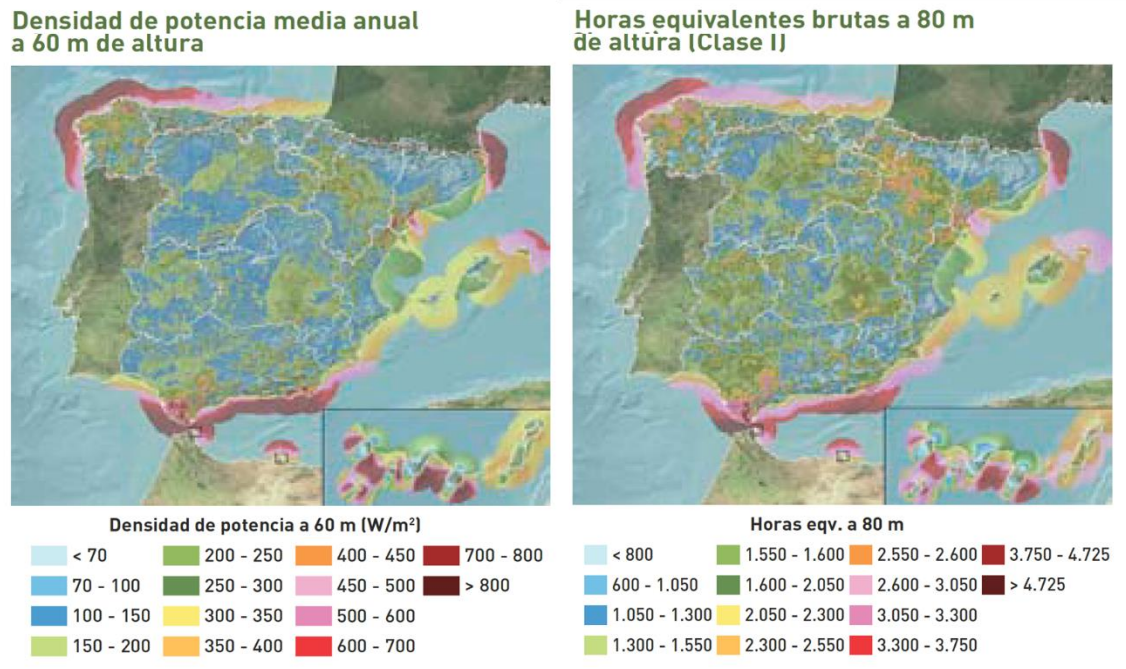 Densidad de potencia media anual
a 60 m de altura
Densidad de potencia a 60 m (W/m²)
< 70
70 - 100
100 - 150
150 - 200
200 - 250
250 - 300
300 - 350
350 - 400
400 - 450
450 - 500
500 - 600
600 - 700
700 - 800
> 800
Horas equivalentes brutas a 80 m
de altura (Clase I)
Horas eqv. a 80 m
< 800
600 - 1.050
1.050 - 1.300
1.300 - 1.550
1.550 - 1.600
1.600 - 2.050
2.050 - 2.300
2.300 - 2.550
2.550 - 2.600
2.600 - 3.050
3.050 - 3.300
3.300 - 3.750
3.750 - 4.725
> 4.725